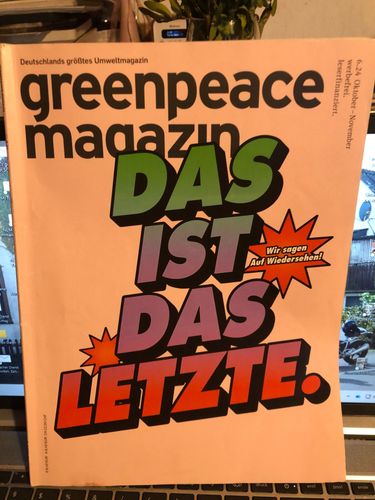 Deutschlands größtes Umweltmagazin
greenpeace
magazin
6.24 Oktober – November
werbefrei.
leserfinanziert.
DAS
IST
DAS
LETZTE.
Wir sagen
Auf Wiedersehen!